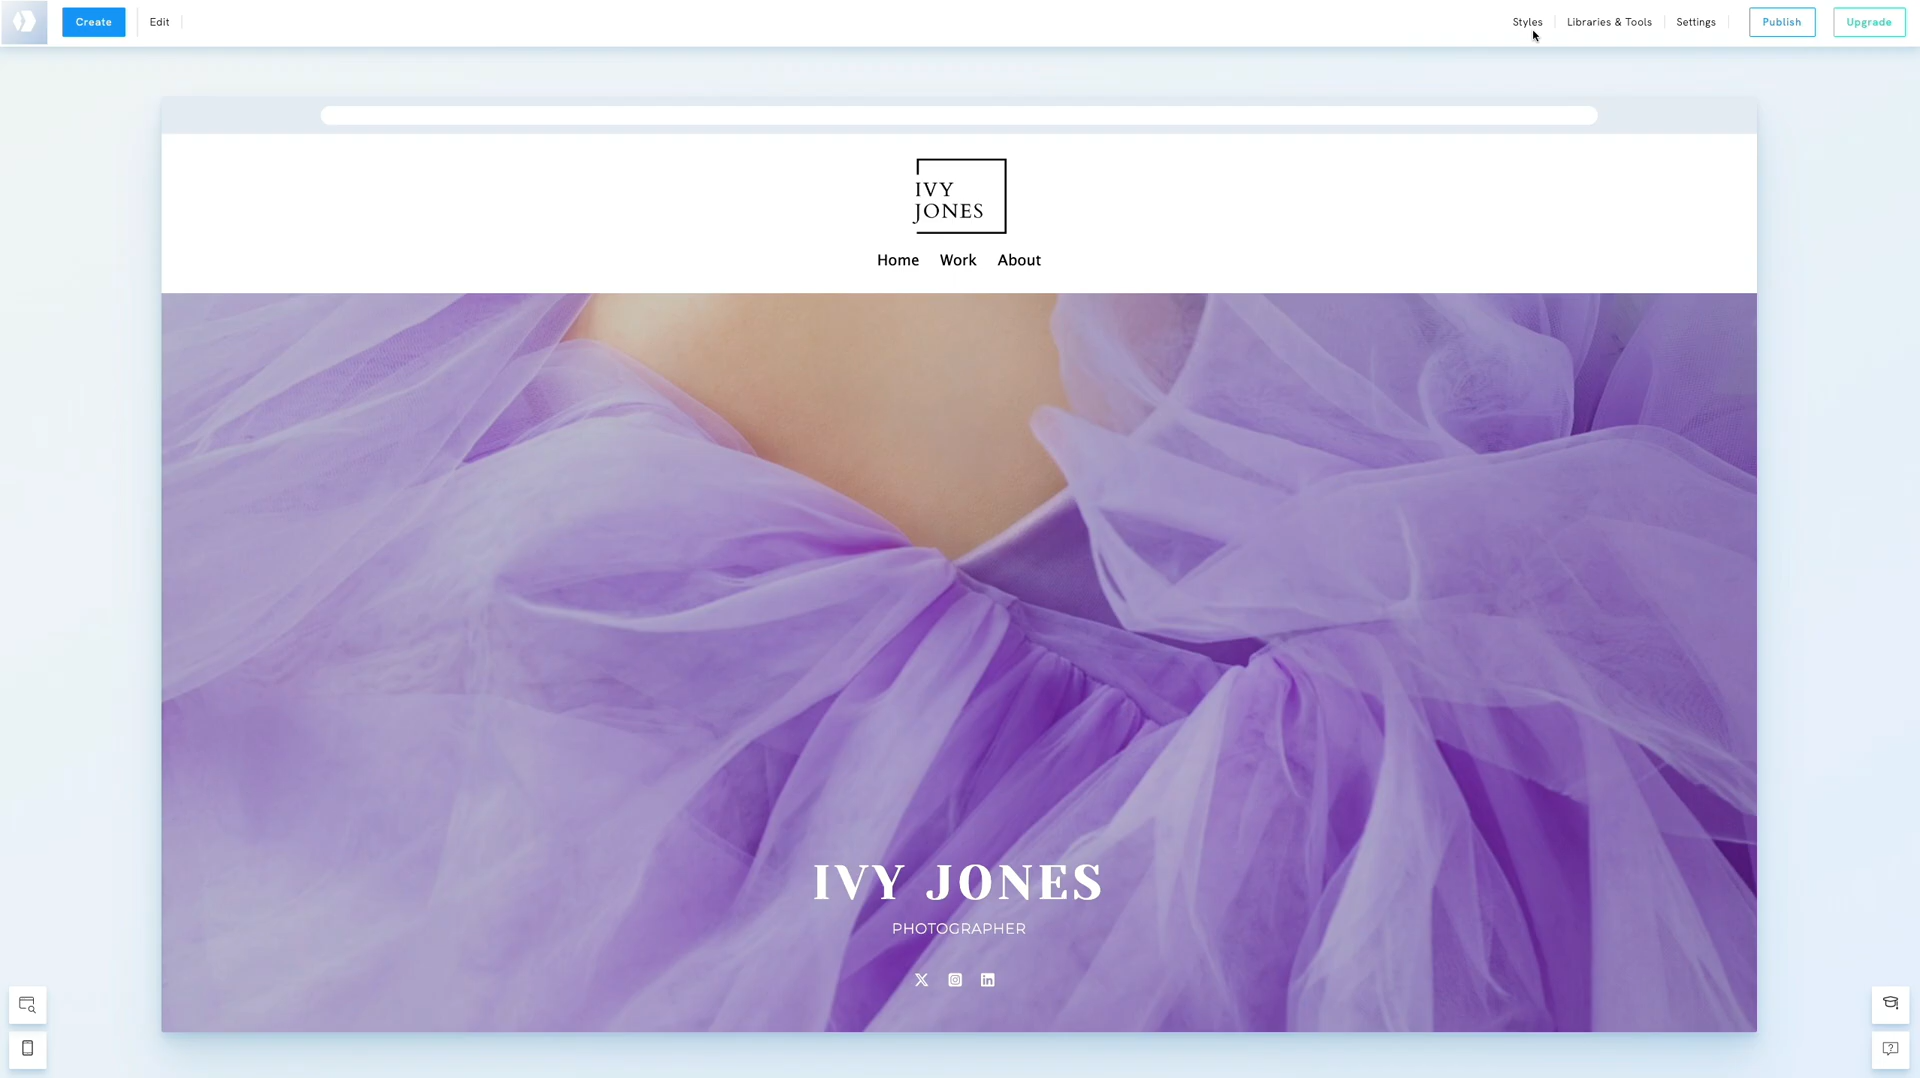 Create
Edit
Styles
Libraries & Tools
Settings
Publish
Upgrade
IVY
JONES
Home
Work
About
IVY JONES
PHOTOGRAPHER